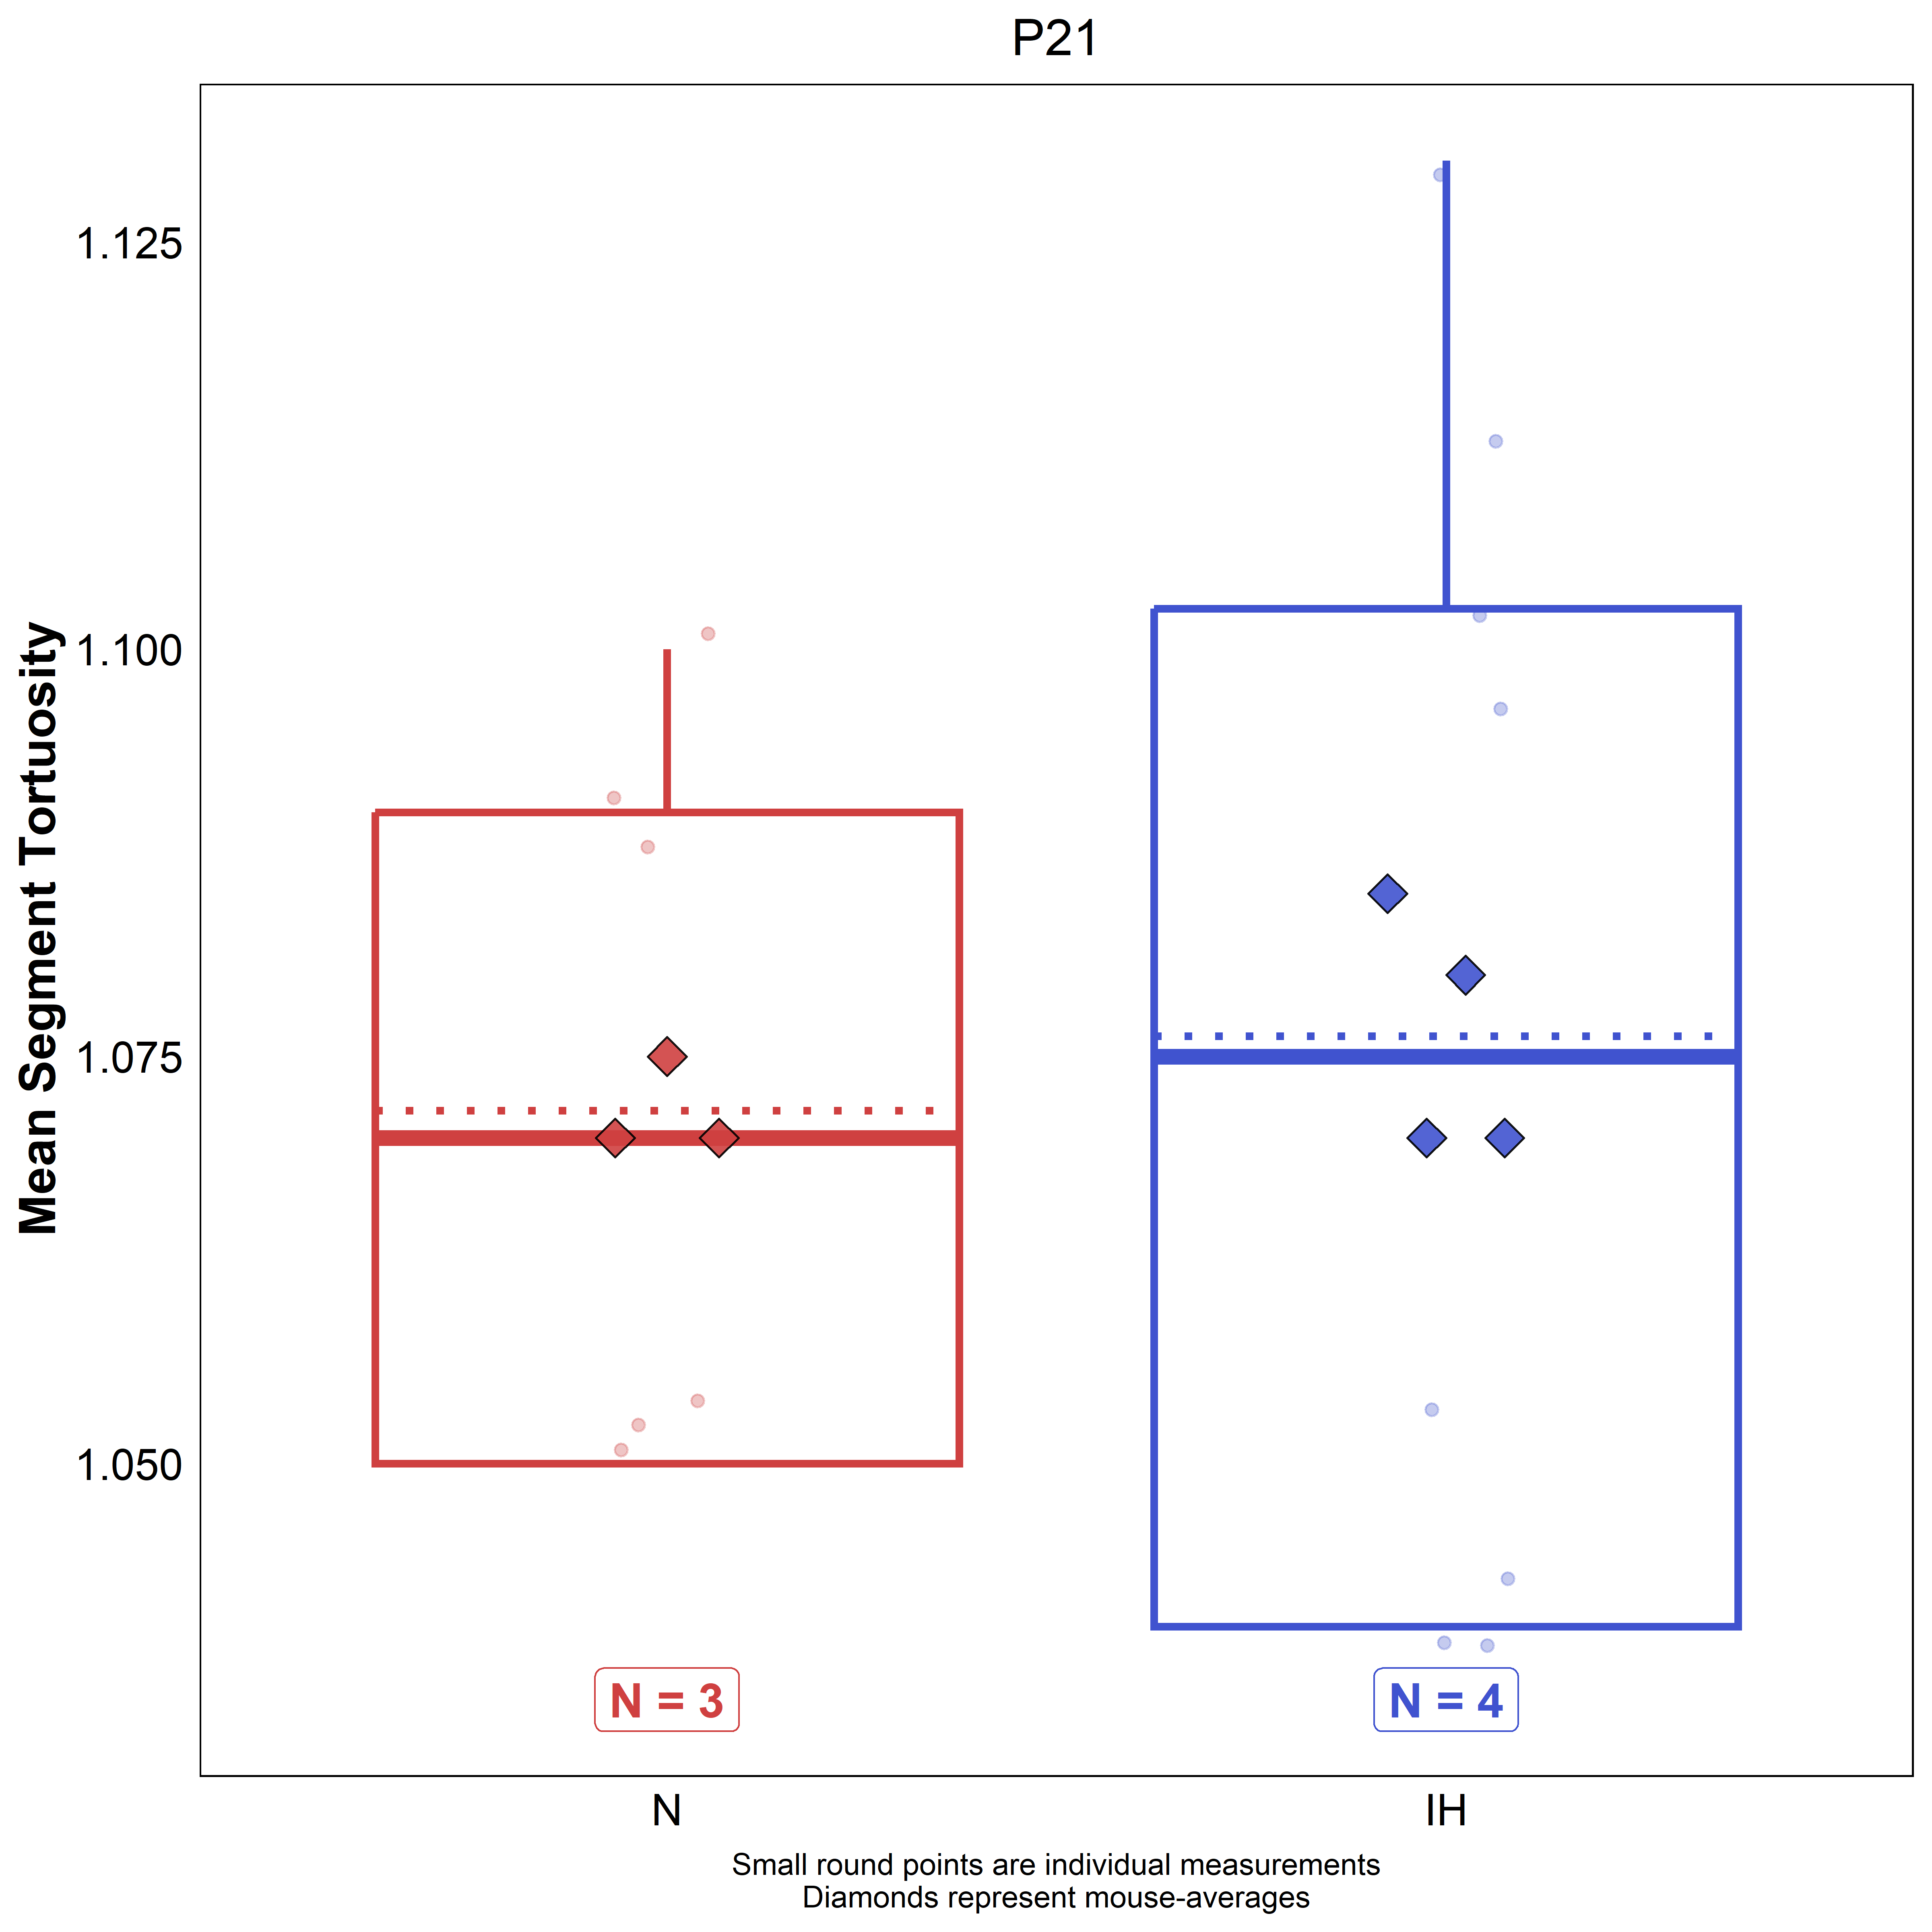 P21
Mean Segment Tortuosity
1.125
1.100
1.075
1.050
N = 3
N = 4
N
IH
Small round points are individual measurements
Diamonds represent mouse-averages